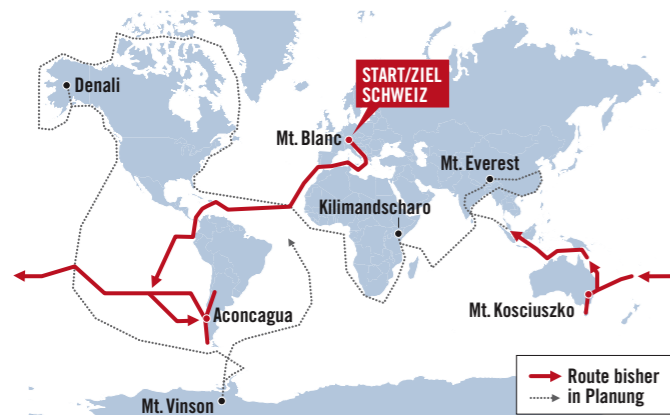 Denali
START/ZIEL
SCHWEIZ
Mt. Blanc
Mt. Everest
Kilimandscharo
Aconcagua
Mt. Kosciuszko
Mt. Vinson
Route bisher
in Planung